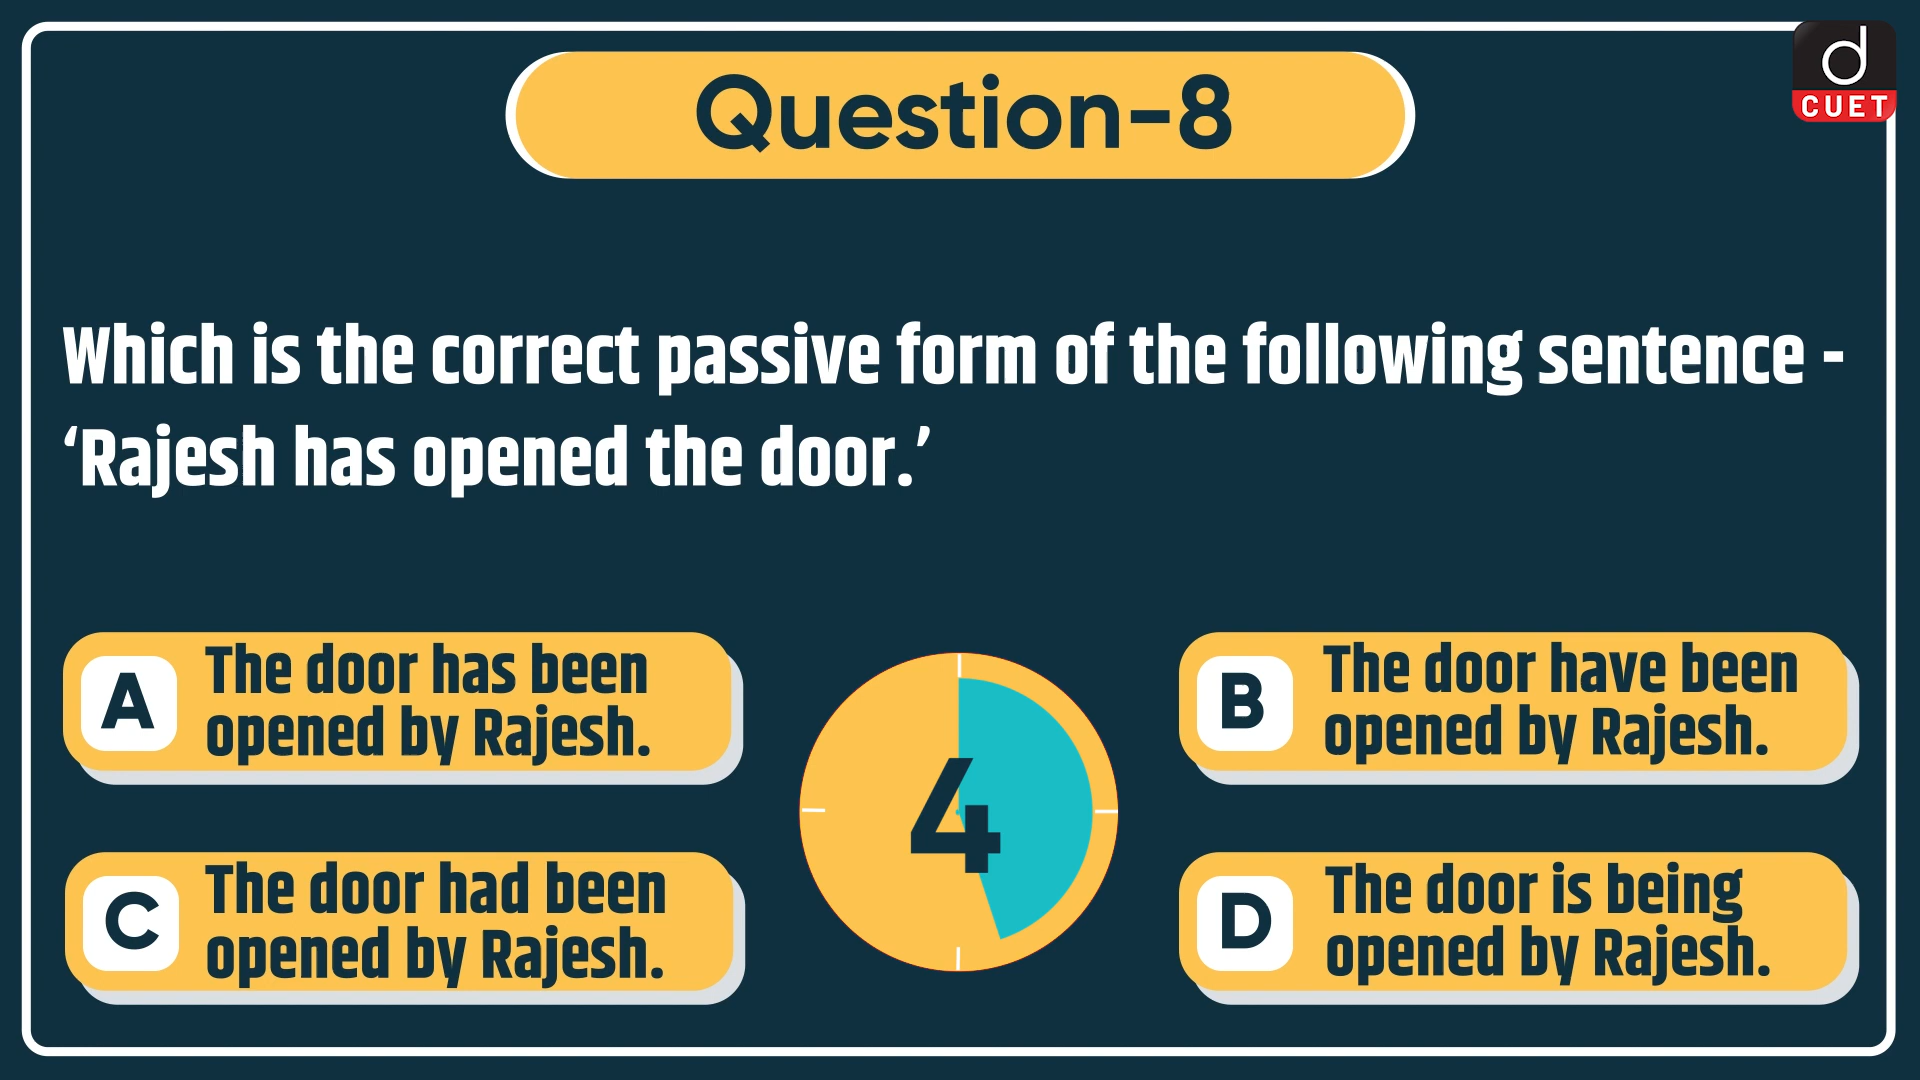 Question-8
d
CUET
Which is the correct passive form of the following sentence -
‘Rajesh has opened the door.’
A
The door has been
opened by Rajesh.
B
The door have been
opened by Rajesh.
4
C
The door had been
opened by Rajesh.
D
The door is being
opened by Rajesh.